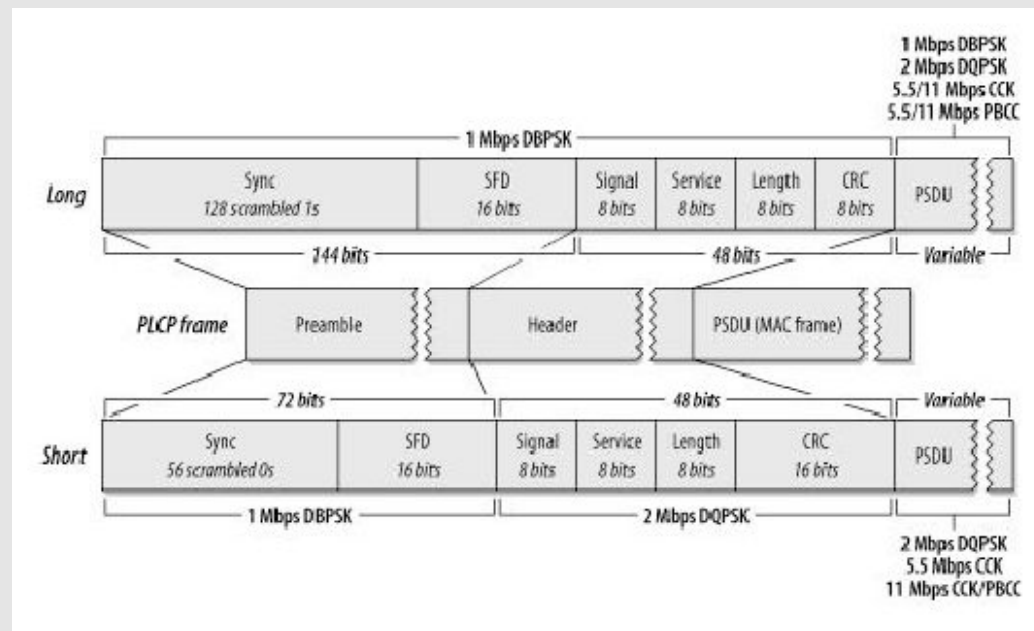 1 Mbps DBPSK
2 Mbps DQPSK
5.5/11 Mbps CCK
5.5/11 Mbps PBCC
1 Mbps DBPSK
Long
Sync
128 scrambled 1s
SFD
16 bits
Signal
8 bits
Service
8 bits
Length
8 bits
CRC
8 bits
PSDU
144 bits
48 bits
Variable
PLCP frame
Preamble
Header
PSDU (MAC frame)
72 bits
48 bits
Variable
Short
Sync
56 scrambled 0s
SFD
16 bits
Signal
8 bits
Service
8 bits
Length
8 bits
CRC
16 bits
PSDU
1 Mbps DBPSK
2 Mbps DQPSK
2 Mbps DQPSK
5.5 Mbps CCK
11 Mbps CCK/PBCC